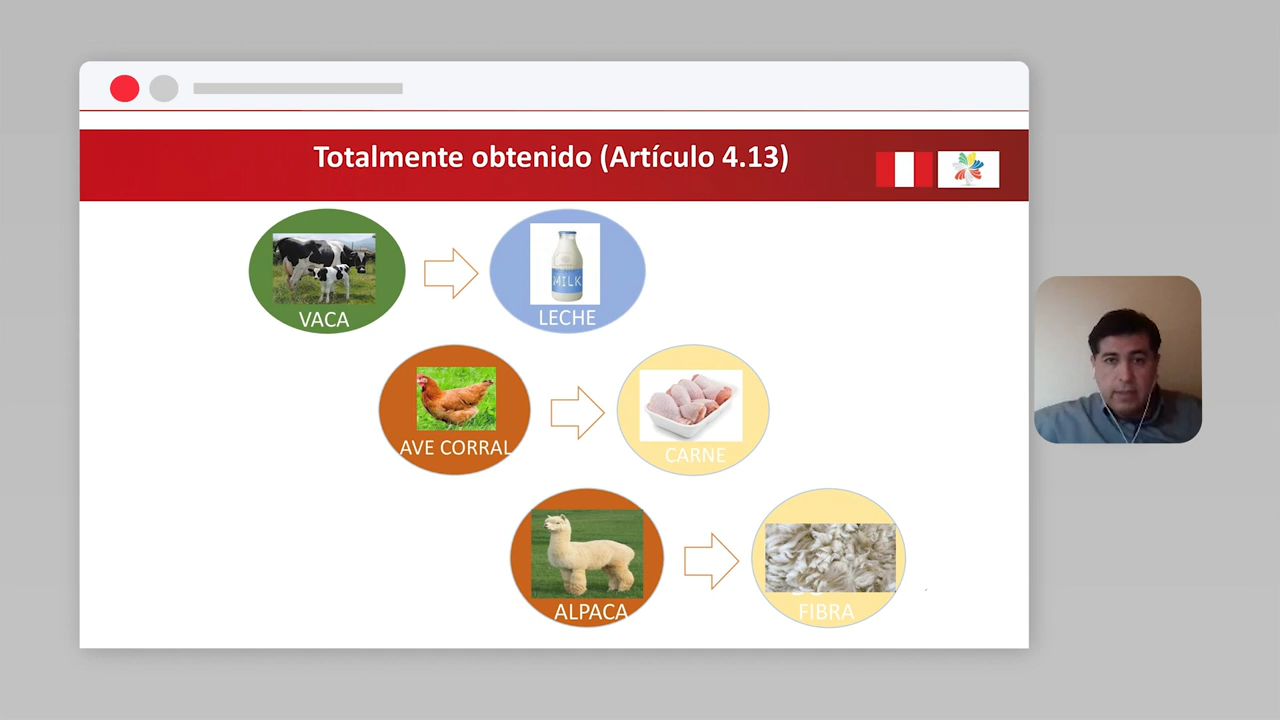 Totalmente obtenido (Artículo 4.13)
MILK
VACA
LECHE
AVE CORRAL
CARNE
ALPACA
FIBRA